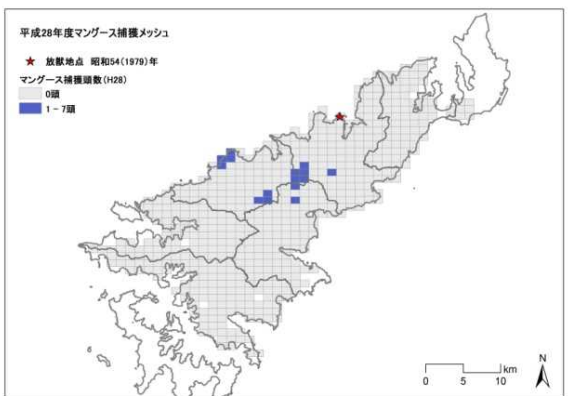 平成28年度マングース捕獲メッシュ
放獣地点 昭和54(1979)年
マングース捕獲頭数(H28)
0頭
1 - 7頭
N
km
0 5 10